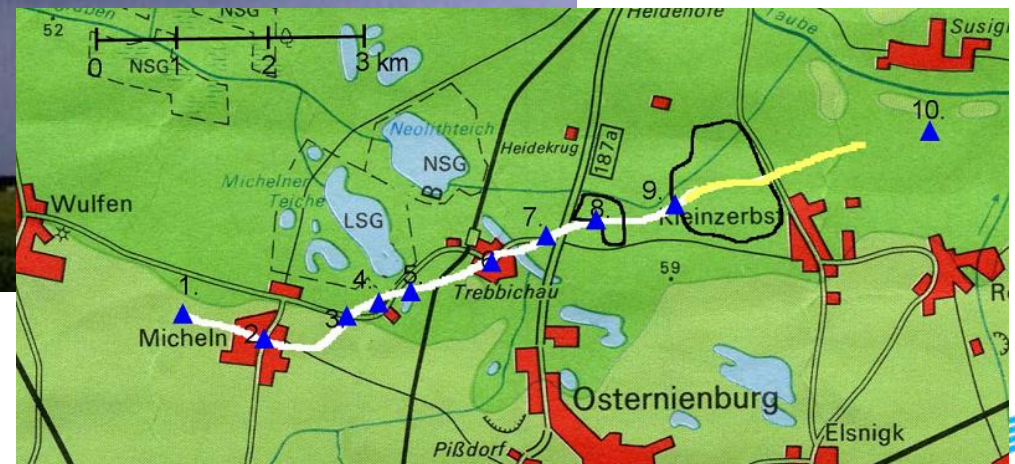 Graben
NSG
52
Heidehöfe
Taube
Susig
0
NSG
1
2
3 km
10.
Neolithteich
NSG
Heidekrug
187a
Michelner
Teiche
LSG
B
Wulfen
9.
8.
Kleinzerbst
7.
6
59
1.
4.
5.
Trebbichau
3.
2.
Micheln
R
Osternienburg
Pißdorf
Elsnigk